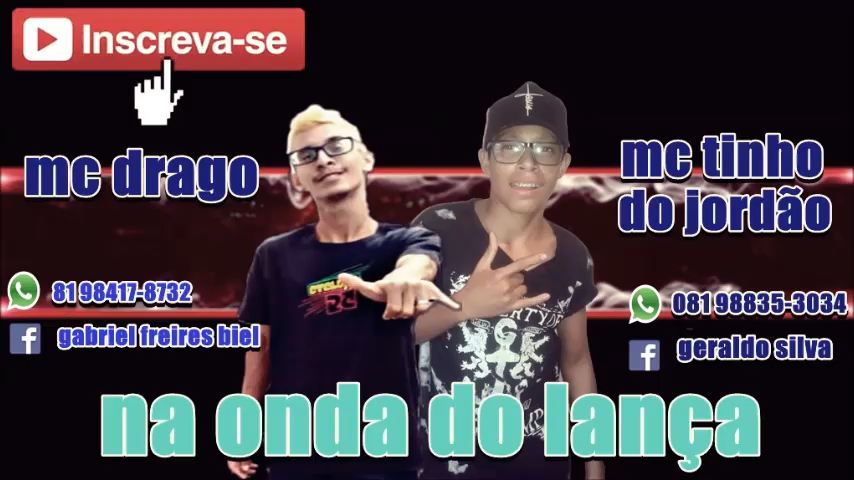 Inscreva-se
mc drago
mc tinho
do jordão
81 98417-8732
gabriel freires biel
081 98835-3034
geraldo silva
na onda do lança